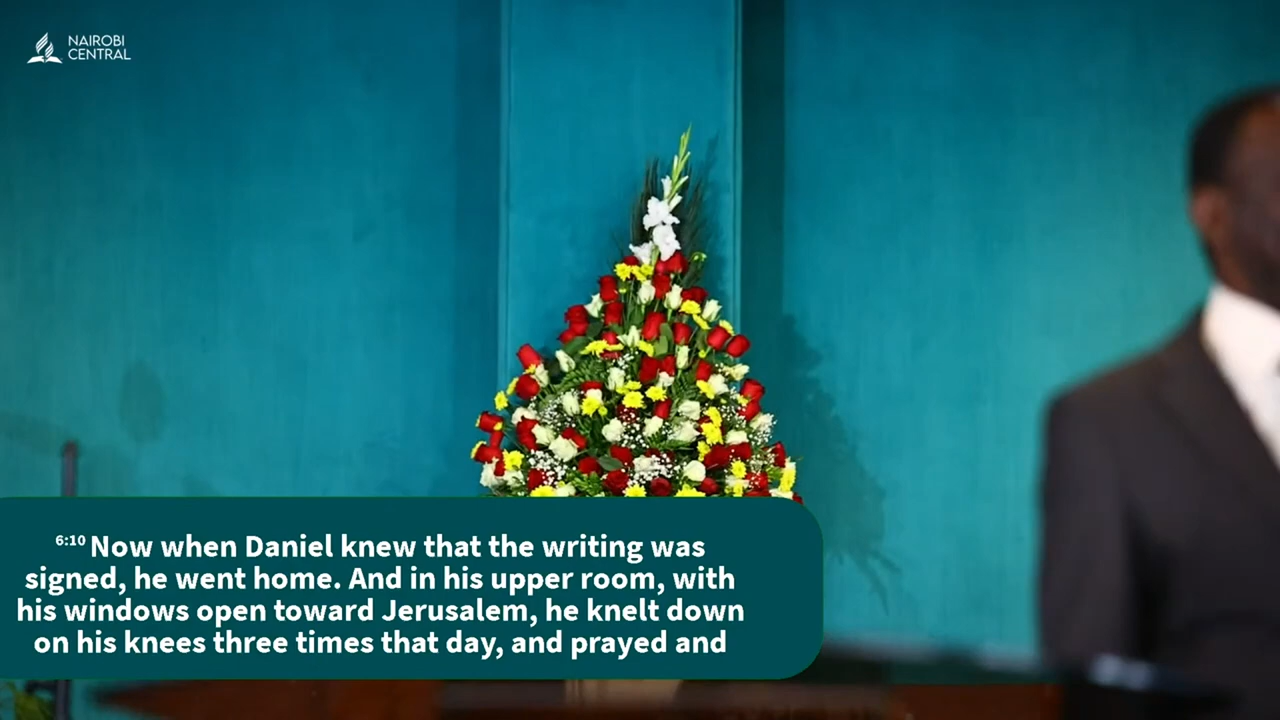 NAIROBI
CENTRAL
6:10 Now when Daniel knew that the writing was
signed, he went home. And in his upper room, with
his windows open toward Jerusalem, he knelt down
on his knees three times that day, and prayed and